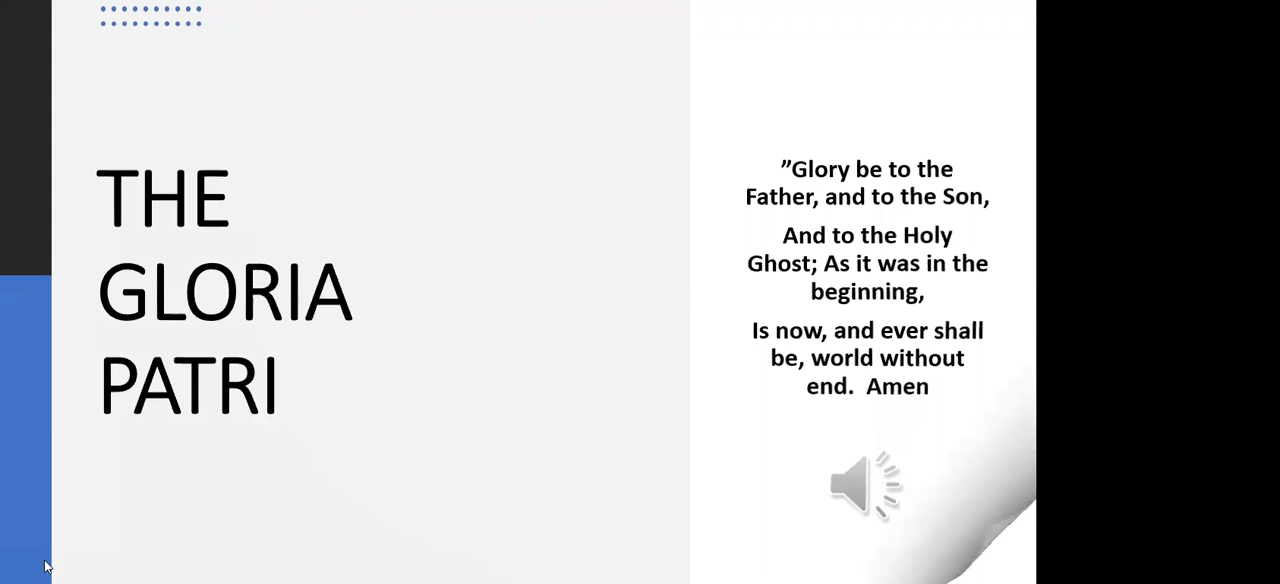 THE
GLORIA
PATRI
”Glory be to the
Father, and to the Son,
And to the Holy
Ghost; As it was in the
beginning,
Is now, and ever shall
be, world without
end.  Amen